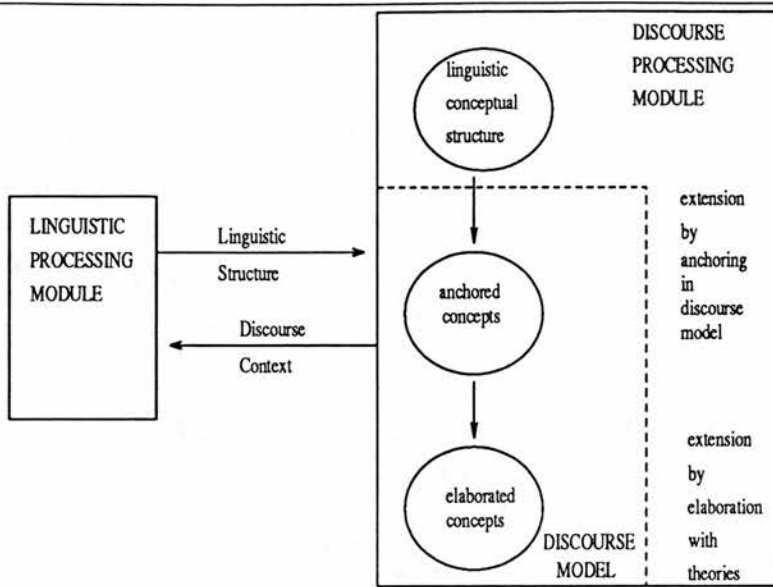 DISCOURSE
PROCESSING
MODULE
linguistic
conceptual
structure
LINGUISTIC
PROCESSING
MODULE
Linguistic
Structure
Discourse
Context
anchored
concepts
extension
by
anchoring
in
discourse
model
elaborated
concepts
DISCOURSE
MODEL
extension
by
elaboration
with
theories